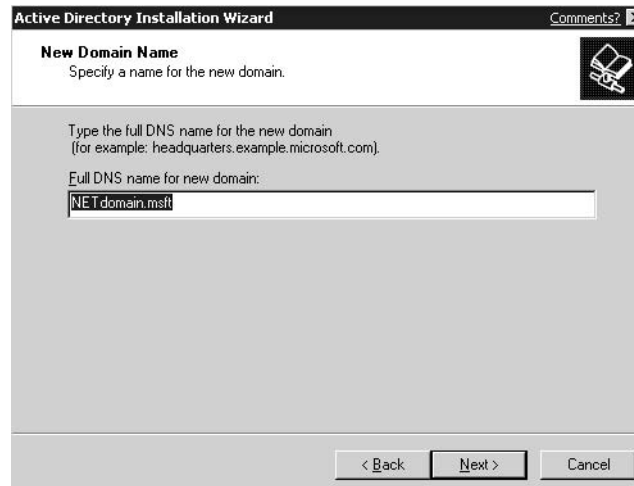 Active Directory Installation Wizard Comments?
New Domain Name
Specify a name for the new domain.
Type the full DNS name for the new domain
(for example: headquarters.example.microsoft.com).
Full DNS name for new domain:
NETdomain.msft
< Back Next > Cancel